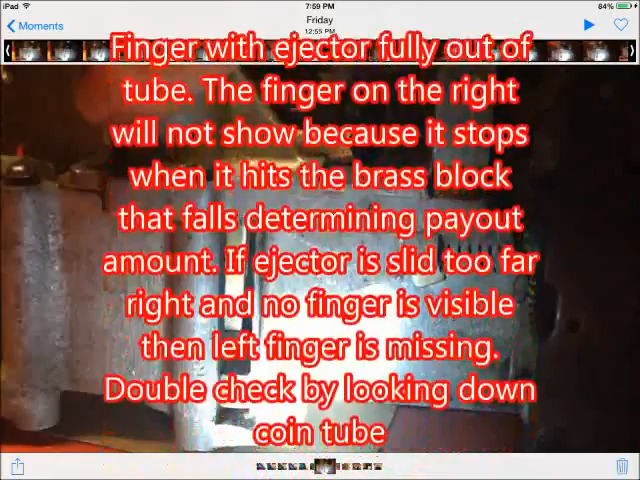 iPad
7:59 PM
84%
Moments
Friday
12:55 PM
Finger with ejector fully out of
tube. The finger on the right
will not show because it stops
when it hits the brass block
that falls determining payout
amount. If ejector is slid too far
right and no finger is visible
then left finger is missing.
Double check by looking down
coin tube